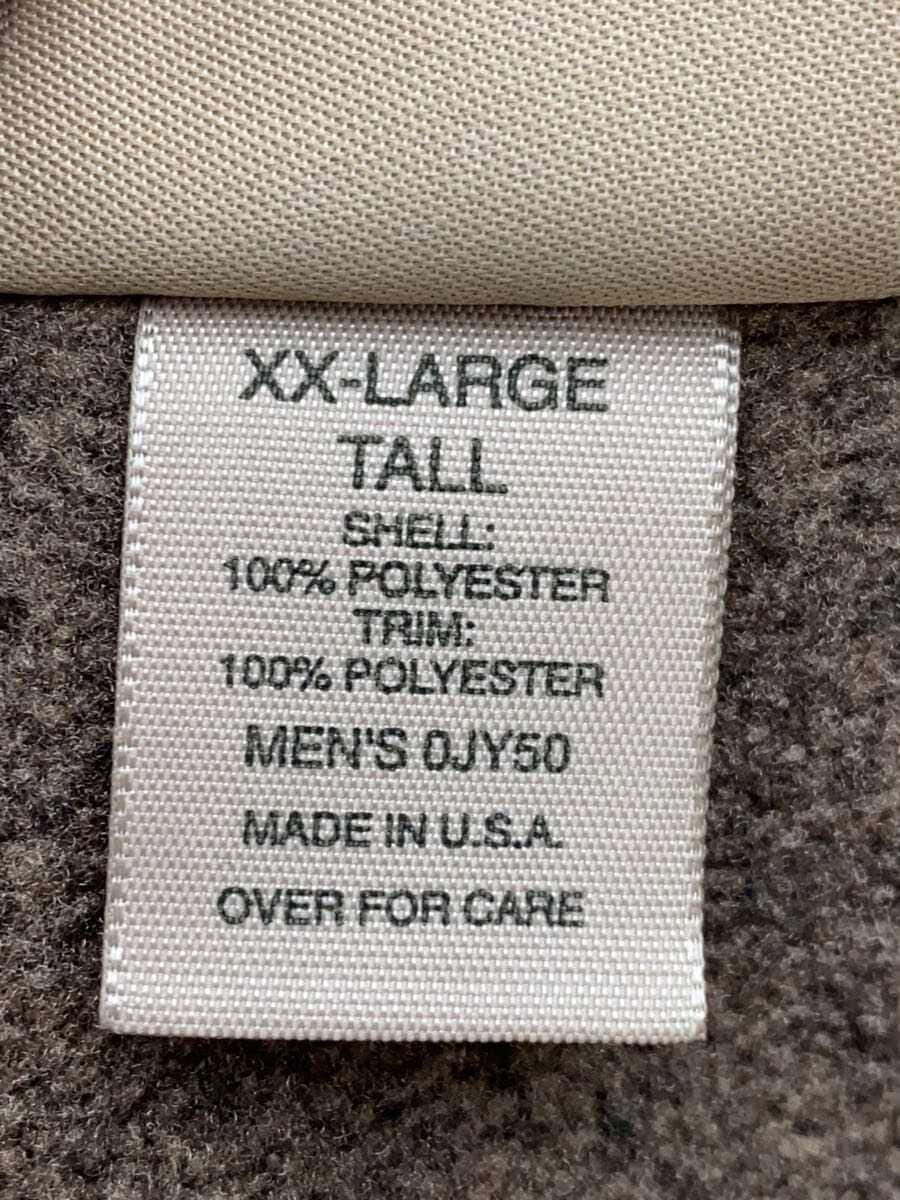 XX-LARGE
TALL
SHELL:
100% POLYESTER
TRIM:
100% POLYESTER
MEN'S 0JY50
MADE IN U.S.A.
OVER FOR CARE